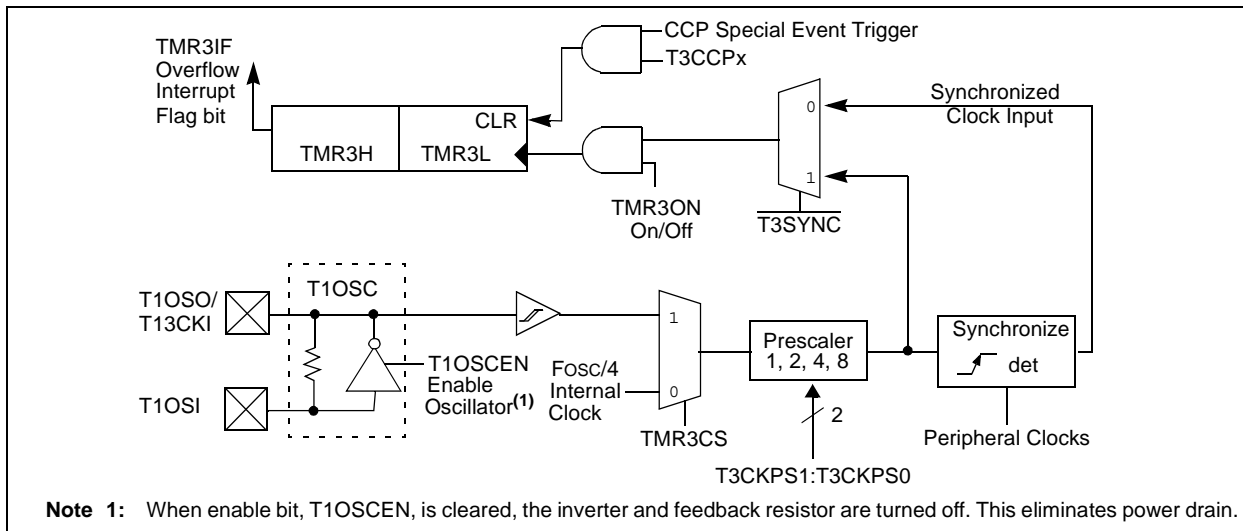 CCP Special Event Trigger
T3CCPx
TMR3IF
Overflow
Interrupt
Flag bit
CLR
TMR3H
TMR3L
TMR3ON
On/Off
0
1
T3SYNC
Synchronized
Clock Input
T1OSO/
T13CKI
T1OSI
T1OSC
T1OSCEN
Enable
Oscillator(1)
FOSC/4
Internal
Clock
1
0
TMR3CS
Prescaler
1, 2, 4, 8
2
T3CKPS1:T3CKPS0
Synchronize
det
Peripheral Clocks
Note 1: When enable bit, T1OSCEN, is cleared, the inverter and feedback resistor are turned off. This eliminates power drain.